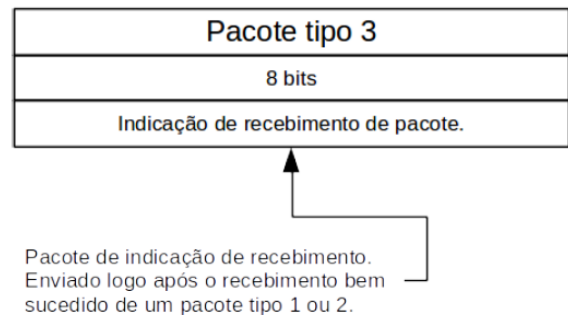 Pacote tipo 3
8 bits
Indicação de recebimento de pacote.
Pacote de indicação de recebimento.
Enviado logo após o recebimento bem
sucedido de um pacote tipo 1 ou 2.